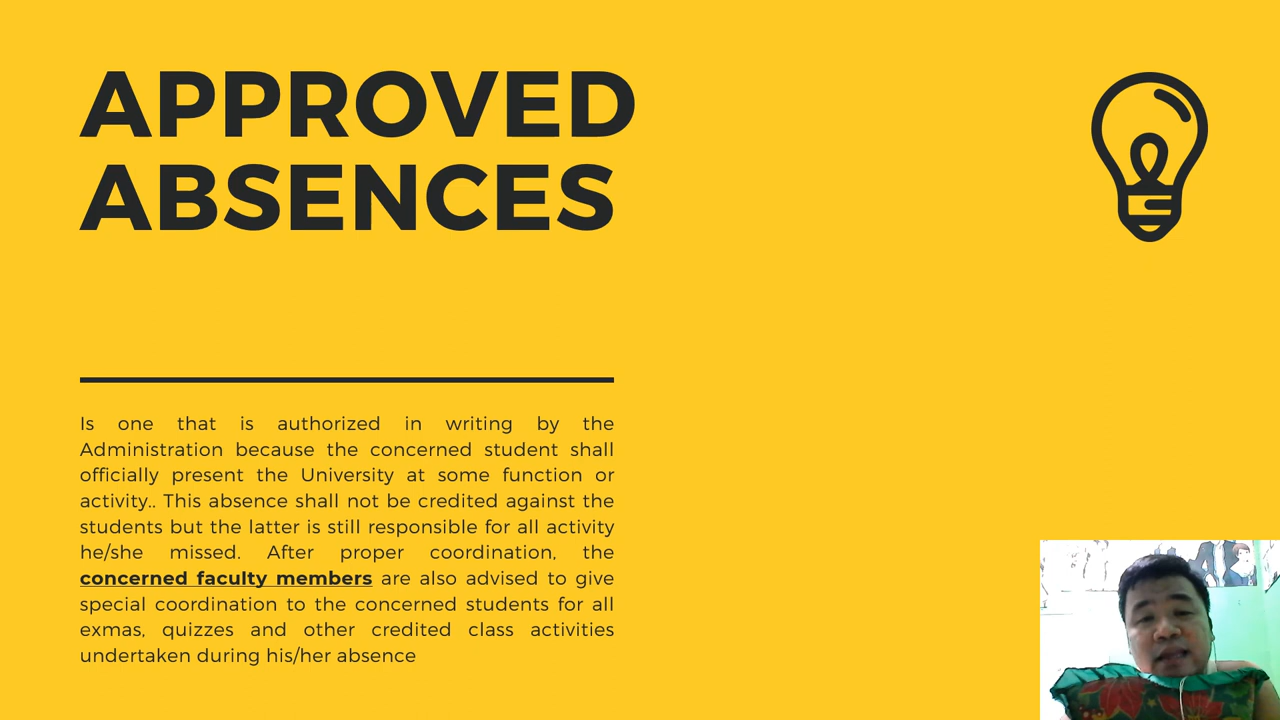 APPROVED
ABSENCES
Is one that is authorized in writing by the
Administration because the concerned student shall
officially present the University at some function or
activity.. This absence shall not be credited against the
students but the latter is still responsible for all activity
he/she missed. After proper coordination, the
concerned faculty members are also advised to give
special coordination to the concerned students for all
exmas, quizzes and other credited class activities
undertaken during his/her absence